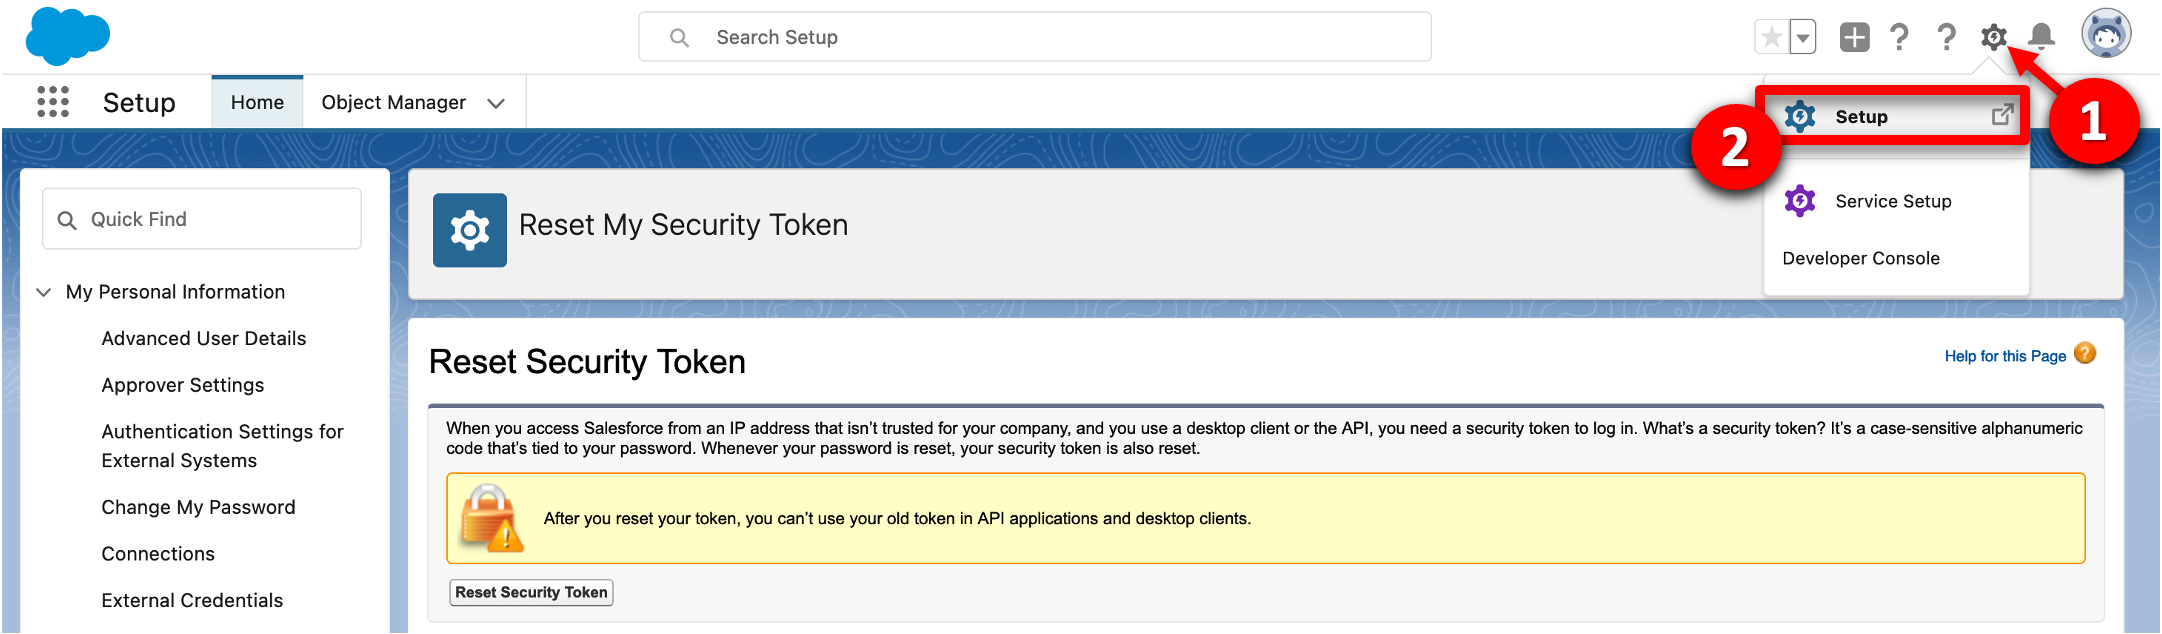 Search Setup
Setup
Home
Object Manager
Setup
1
2
Service Setup
Developer Console
Quick Find
My Personal Information
Advanced User Details
Approver Settings
Authentication Settings for
External Systems
Change My Password
Connections
External Credentials
Reset My Security Token
Reset Security Token
Help for this Page ?
When you access Salesforce from an IP address that isn't trusted for your company, and you use a desktop client or the API, you need a security token to log in. What's a security token? It's a case-sensitive alphanumeric
code that's tied to your password. Whenever your password is reset, your security token is also reset.
After you reset your token, you can't use your old token in API applications and desktop clients.
Reset Security Token